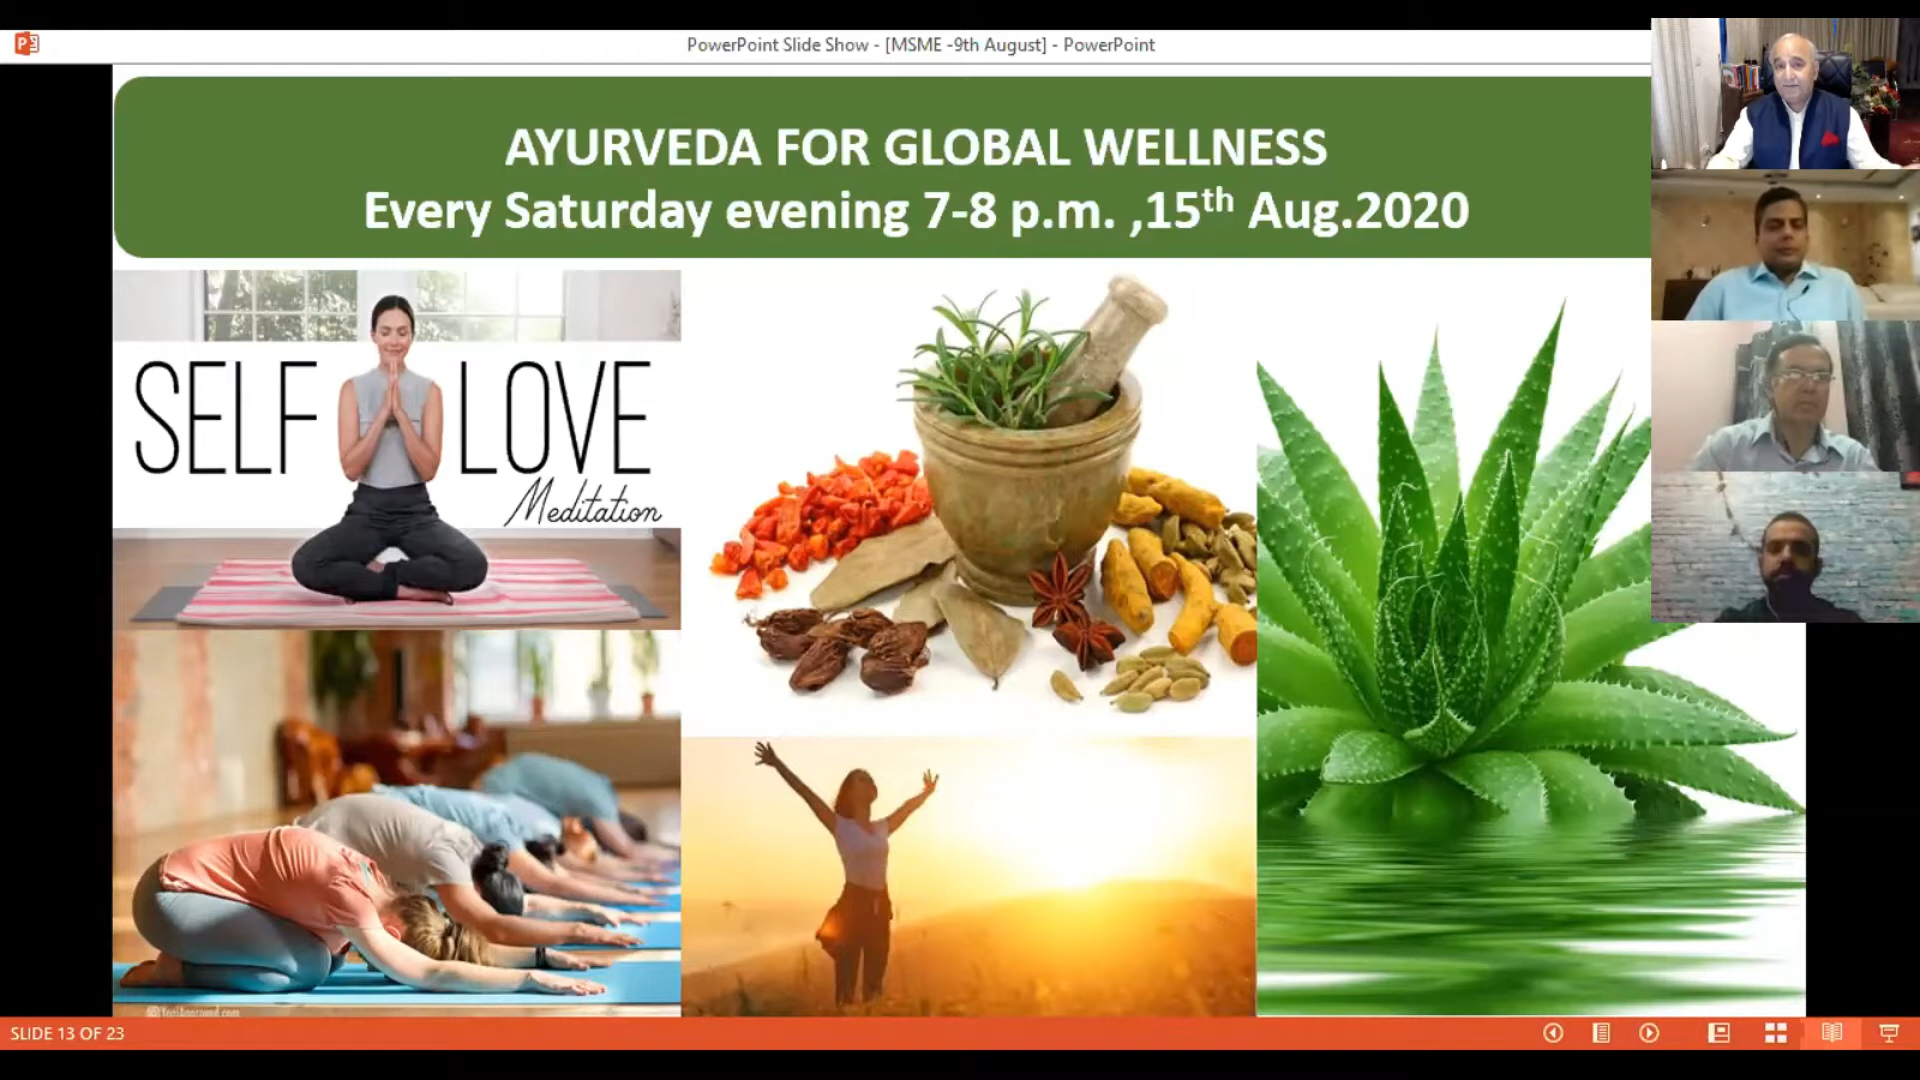 PowerPoint Slide Show - [MSME -9th August] - PowerPoint
AYURVEDA FOR GLOBAL WELLNESS
Every Saturday evening 7-8 p.m. ,15th Aug.2020
SELF LOVE
Meditation
SLIDE 13 OF 23